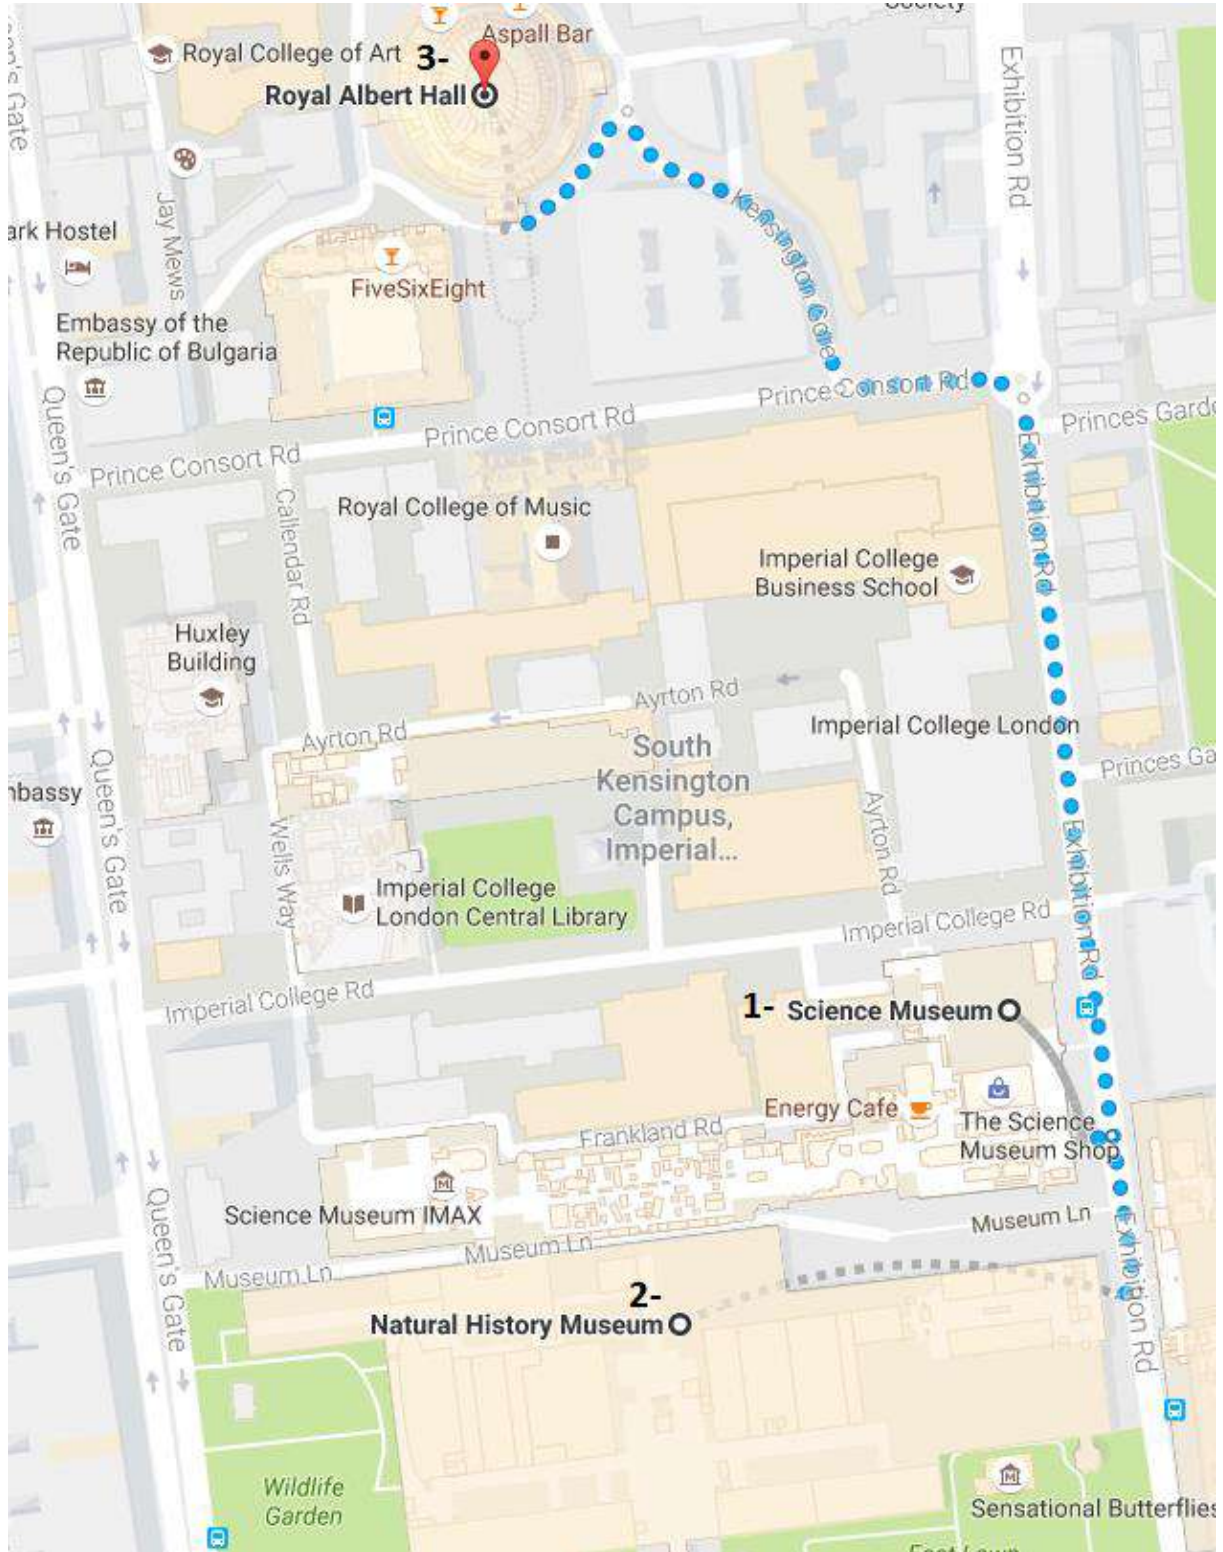 Society
Aspall Bar
Royal College of Art
3-
Royal Albert Hall
Exhibition Rd
Queen's Gate
Jay Mews
ark Hostel
Kensington Gore
FiveSixEight
Embassy of the
Republic of Bulgaria
Prince Consort Rd
Princes Garde
Prince Consort Rd
Queen's Gate
Prince Consort Rd
Exhibition Rd
Callendar Rd
Royal College of Music
Imperial College
Business School
Huxley
Building
Ayrton Rd
Imperial College London
Ayrton Rd
South
Kensington
Campus,
Imperial...
Princes Ga
Queen's Gate
mbassy
Ayrton Rd
Wells Way
Exhibition Rd
Imperial College
London Central Library
Imperial College Rd
Imperial College Rd
1- Science Museum
Energy Cafe
The Science
Museum Shop
Frankland Rd
Queen's Gate
Science Museum IMAX
Museum Ln
Museum Ln
Museum Ln
Exhibition Rd
2-
Natural History Museum
Wildlife
Garden
Sensational Butterflies
East Lawn